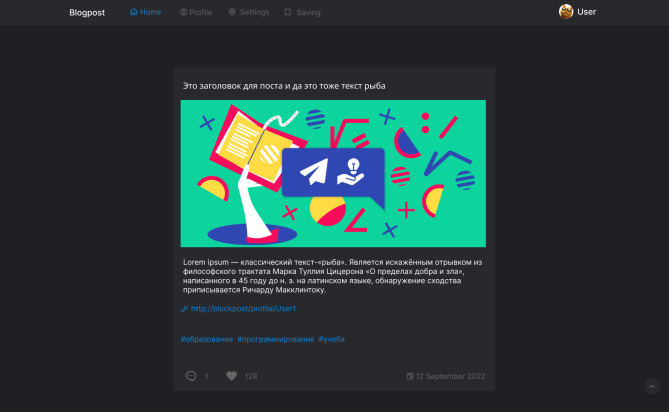 Blogpost
Home
Profile
Settings
Saving
User
Это заголовок для поста и да это тоже текст рыба
Lorem ipsum — классический текст-«рыба». Является искажённым отрывком из
философского трактата Марка Туллия Цицерона «О пределах добра и зла»,
написанного в 45 году до н. э. на латинском языке, обнаружение сходства
приписывается Ричарду Макклинтоку.
http://blockpost/profile/User1
#образование #программирование #учеба
1 128 12 September 2022